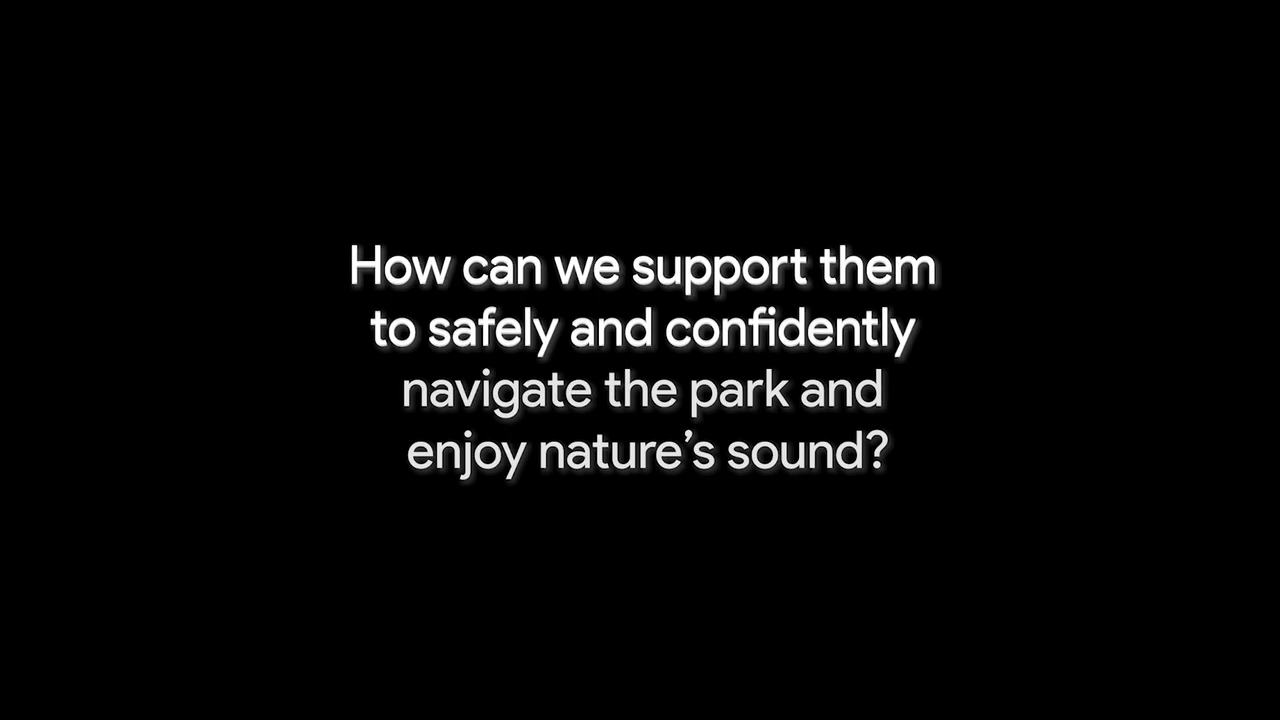 How can we support them
to safely and confidently
navigate the park and
enjoy nature’s sound?